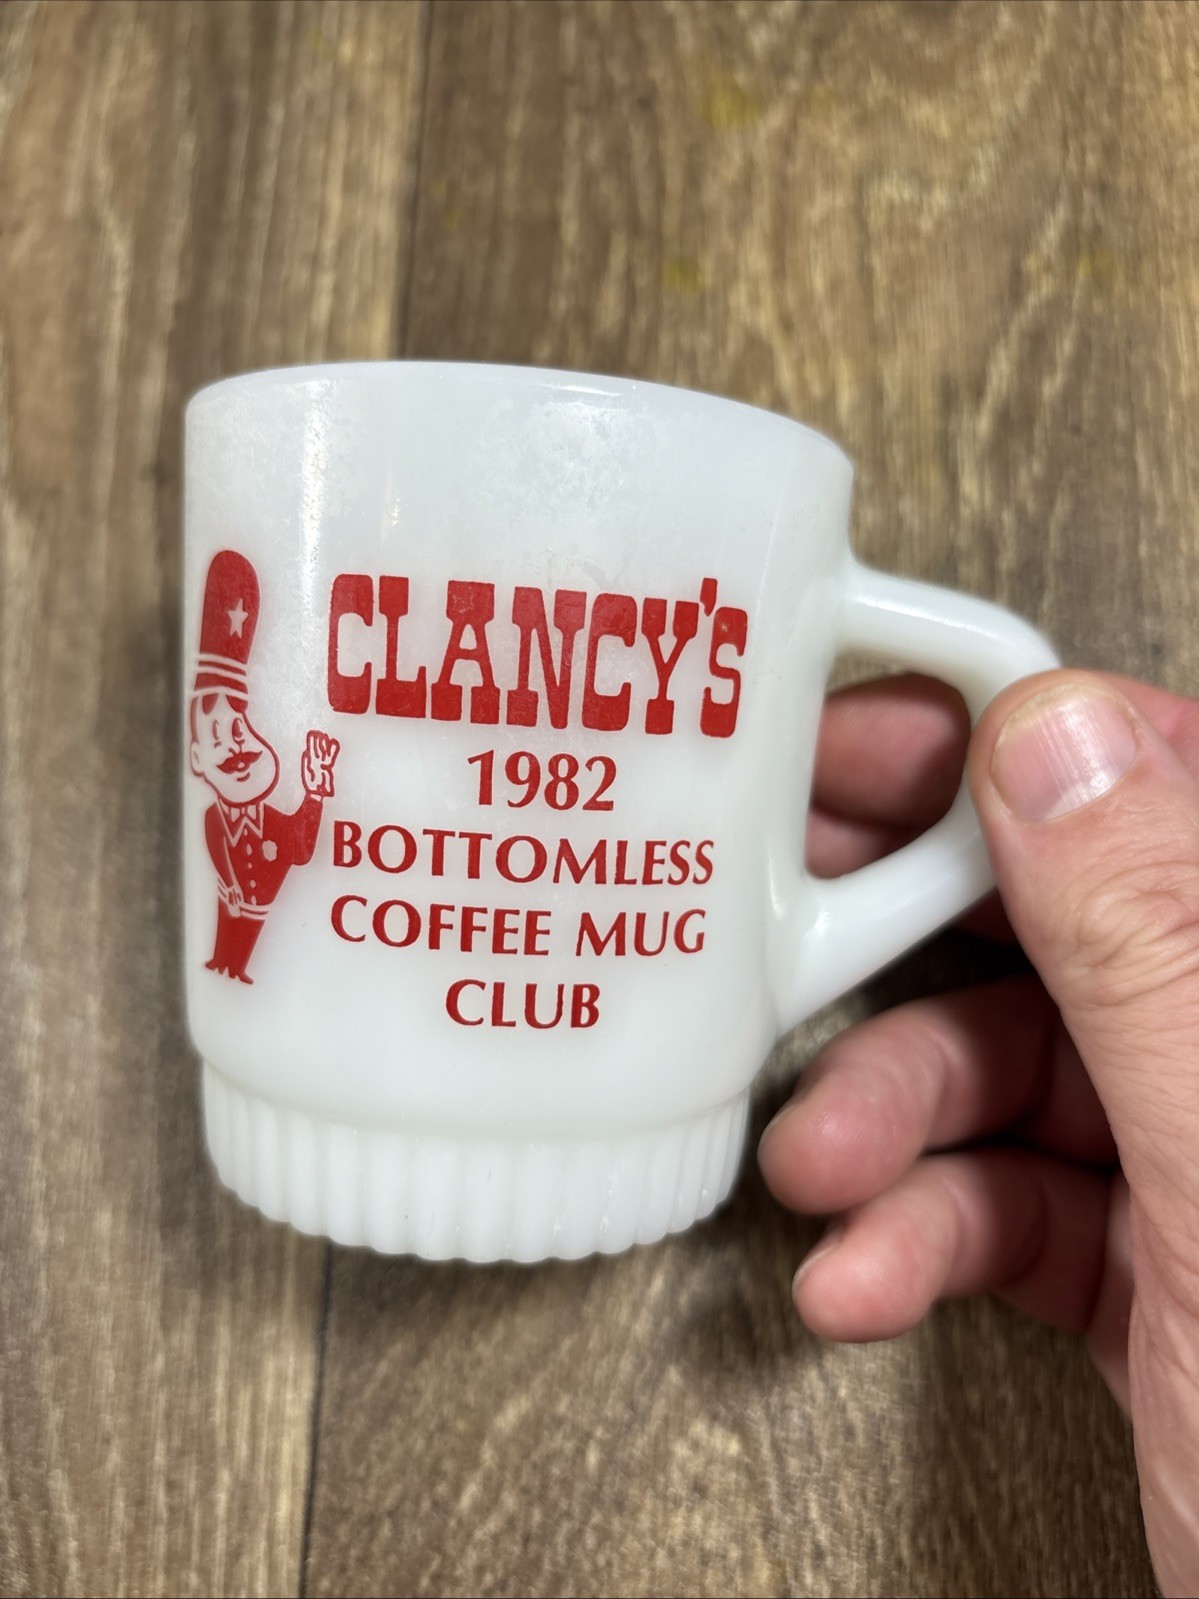 CLANCY'S
1982
BOTTOMLESS
COFFEE MUG
CLUB